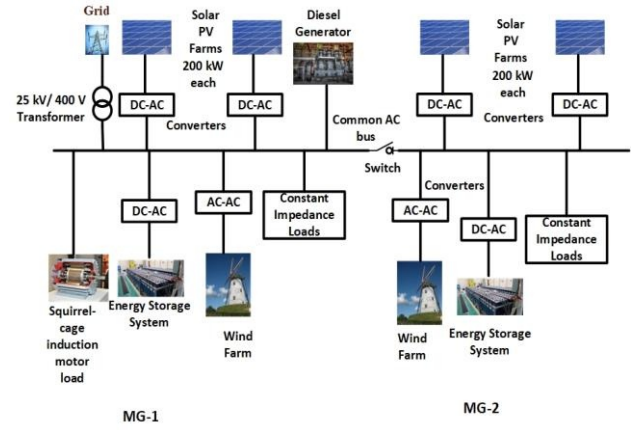 Grid
Solar
PV
Farms
200 kW
each
Diesel
Generator
Solar
PV
Farms
200 kW
each
25 kV/ 400 V
Transformer
DC-AC
DC-AC
Converters
Common AC
bus
Switch
DC-AC
DC-AC
Converters
DC-AC
AC-AC
Constant
Impedance
Loads
Converters
AC-AC
DC-AC
Constant
Impedance
Loads
Squirrel-
cage
induction
motor
load
Energy Storage
System
Wind
Farm
Wind
Farm
Energy Storage
System
MG-1
MG-2